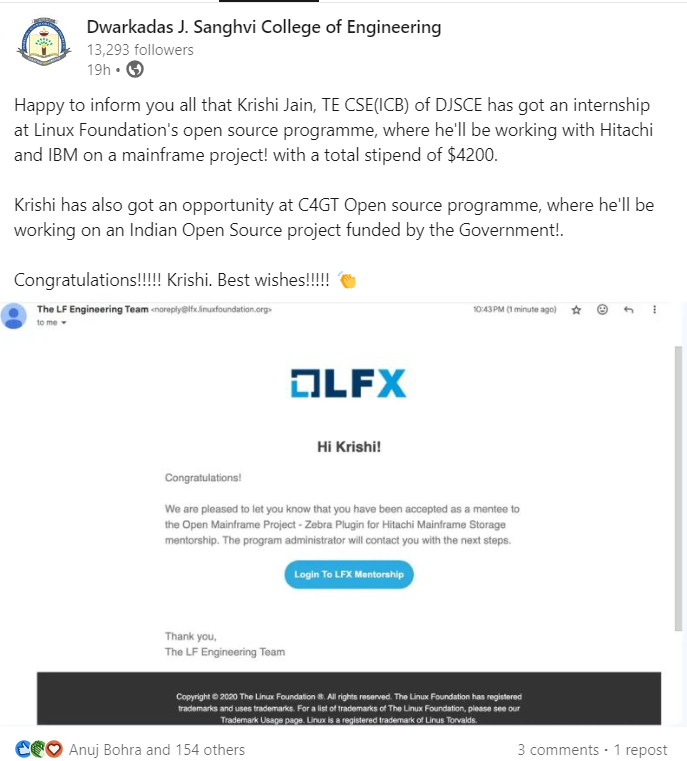 Dwarkadas J. Sanghvi College of Engineering
13,293 followers
19h •
Happy to inform you all that Krishi Jain, TE CSE(ICB) of DJSCE has got an internship
at Linux Foundation's open source programme, where he'll be working with Hitachi
and IBM on a mainframe project! with a total stipend of $4200.
Krishi has also got an opportunity at C4GT Open source programme, where he'll be
working on an Indian Open Source project funded by the Government!.
Congratulations!!!!! Krishi. Best wishes!!!!! 👏
The LF Engineering Team <noreply@lfx.linuxfoundation.org>
10:43 PM (1 minute ago)
to me
LFX
Hi Krishi!
Congratulations!
We are pleased to let you know that you have been accepted as a mentee to
the Open Mainframe Project - Zebra Plugin for Hitachi Mainframe Storage
mentorship. The program administrator will contact you with the next steps.
Login To LFX Mentorship
Thank you,
The LF Engineering Team
Copyright © 2020 The Linux Foundation ®. All rights reserved. The Linux Foundation has registered
trademarks and uses trademarks. For a list of trademarks of The Linux Foundation, please see our
Trademark Usage page. Linux is a registered trademark of Linus Torvalds.
Anuj Bohra and 154 others
3 comments • 1 repost